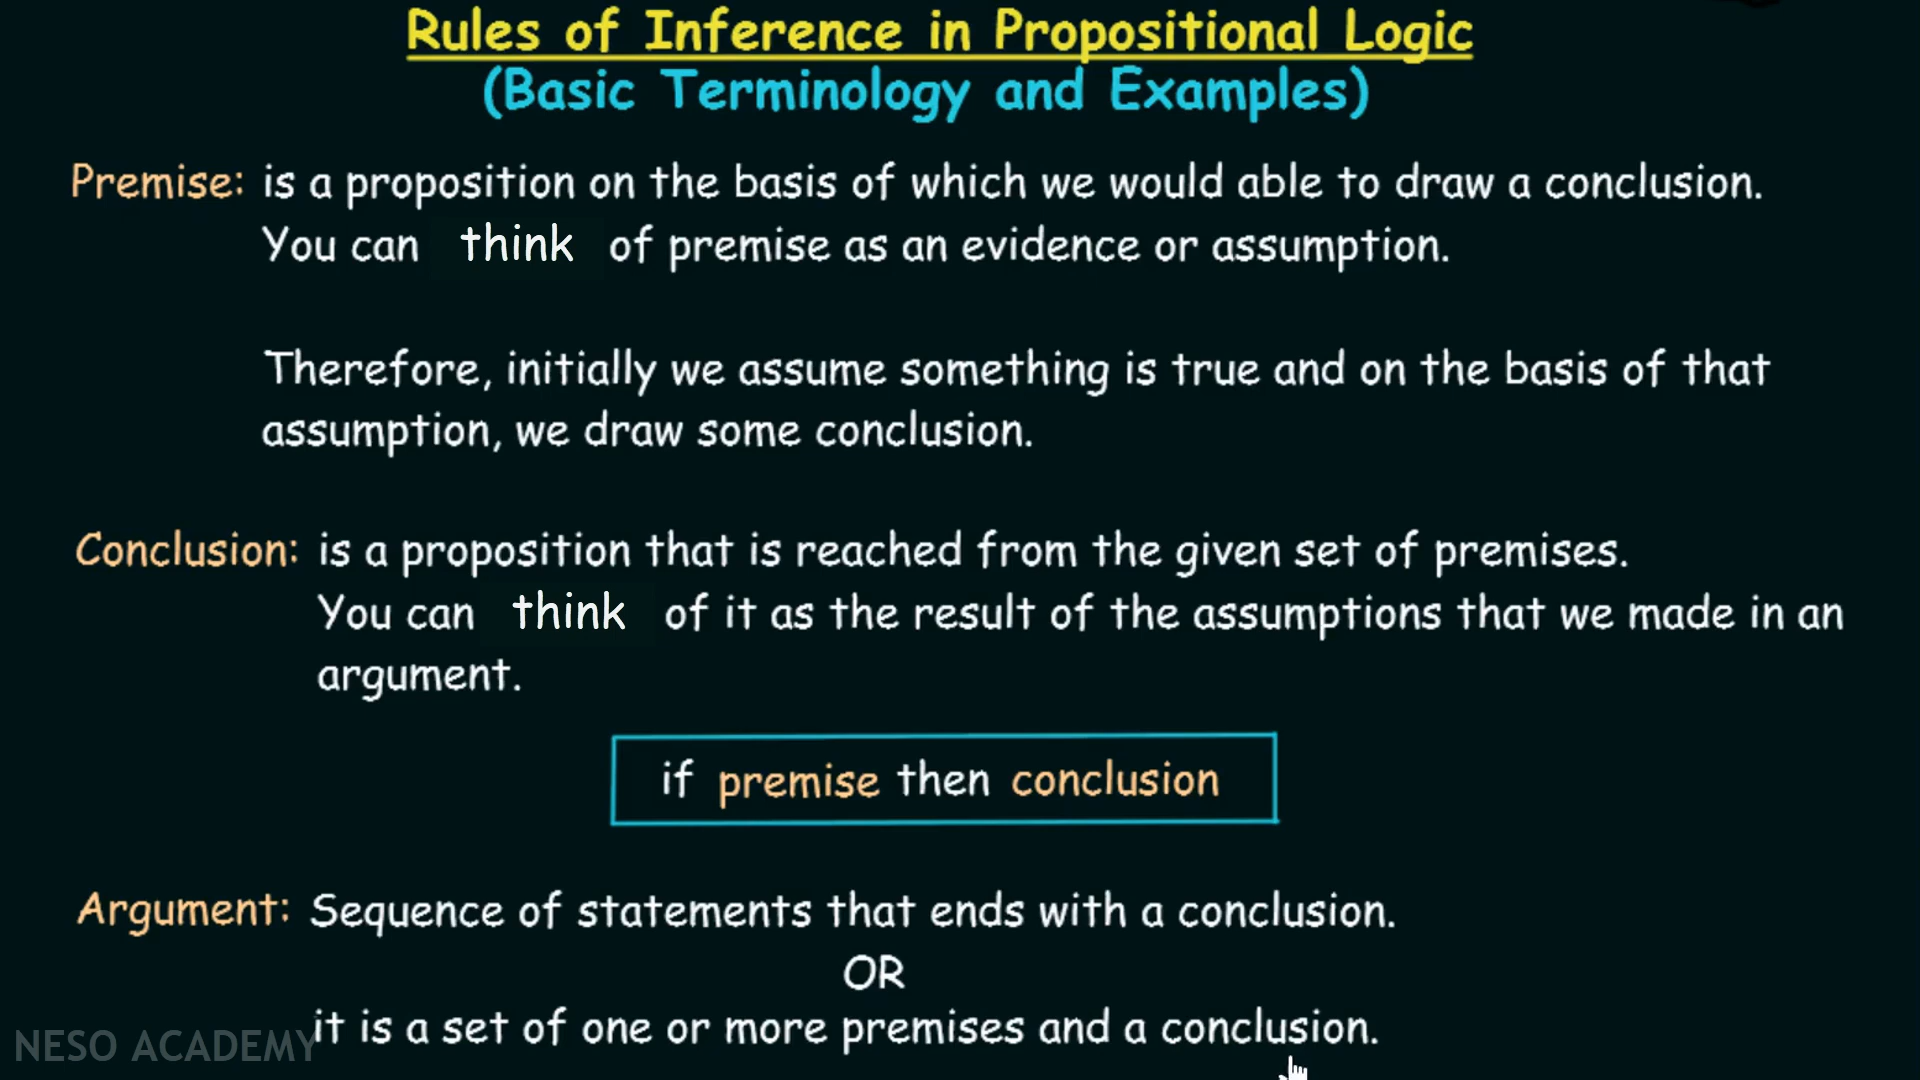 Rules of Inference in Propositional Logic
(Basic Terminology and Examples)
Premise: is a proposition on the basis of which we would able to draw a conclusion.
You can think of premise as an evidence or assumption.
Therefore, initially we assume something is true and on the basis of that
assumption, we draw some conclusion.
Conclusion: is a proposition that is reached from the given set of premises.
You can think of it as the result of the assumptions that we made in an
argument.
if premise then conclusion
Argument: Sequence of statements that ends with a conclusion.
OR
it is a set of one or more premises and a conclusion.
NESO ACADEMY